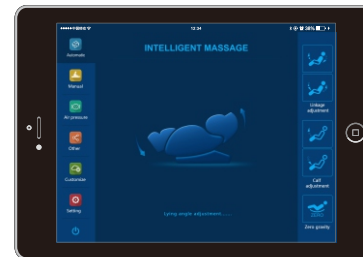 12:34
38%
INTELLIGENT MASSAGE
Automatic
Manual
Air pressure
Other
Customize
Setting
Lying angle adjustment......
Linkage
adjustment
Calf
adjustment
ZERO
Zero gravity